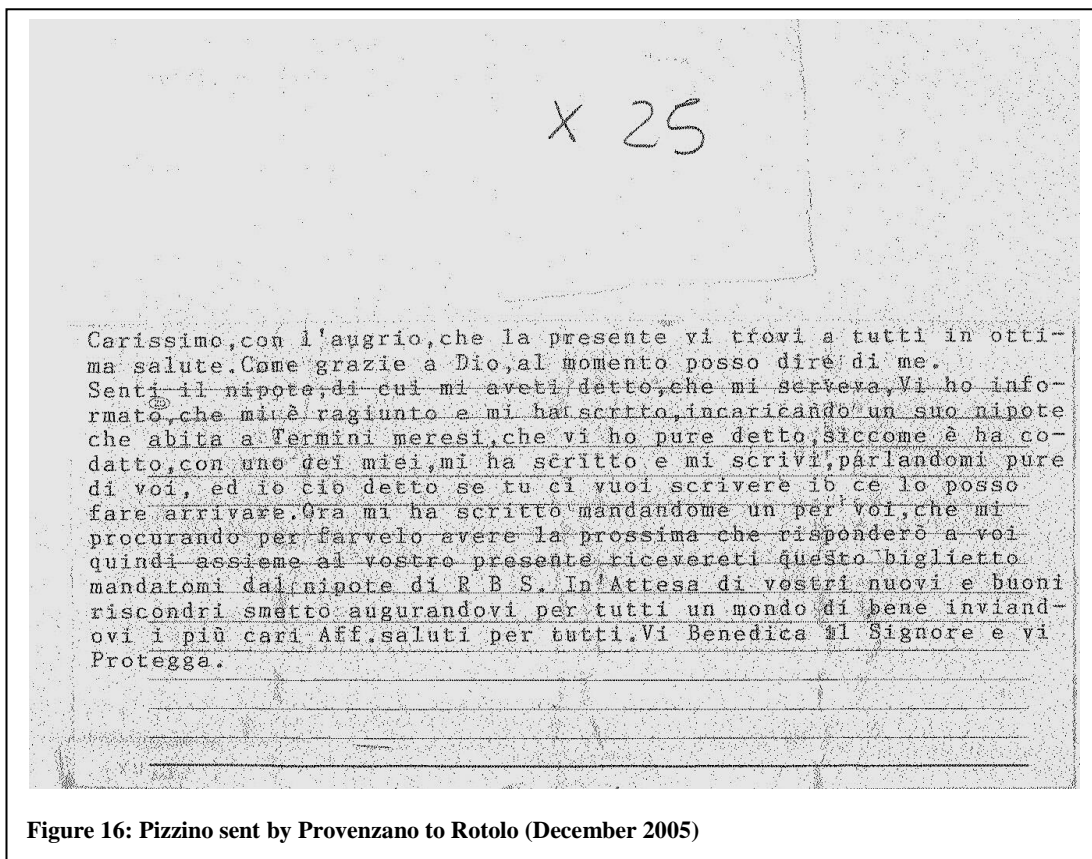 X 25
Carissimo,con l'augrio,che la presente vi trovi a tutti in otti-
ma salute.Come grazie a Dio,al momento posso dire di me.
Senti il nipote,di cui mi aveti detto,che mi serveva,Vi ho info-
rmato,che mi è ragiunto e mi ha scrtto,incaricando un suo nipote
che abita a Termini meresi,che vi ho pure detto,siccome è ha co-
datto,con uno dei miei,mi ha scritto e mi scrivi,parlandomi pure
di voi, ed io cio detto se tu ci vuoi scrivere io ce lo posso
fare arrivare.Ora mi ha scritto mandandome un per voi,che mi
procurando per farvelo avere la prossima che risponderò a voi
quindi assieme al vostro presente ricevereti questo biglietto
mandatomi dal nipote di R B S. In'Attesa di vostri nuovi e buoni
riscondri smetto augurandovi per tutti un mondo di bene inviand-
ovi i più cari Aff.saluti per tutti.Vi Benedica il Signore e vi
Protegga.
Figure 16: Pizzino sent by Provenzano to Rotolo (December 2005)